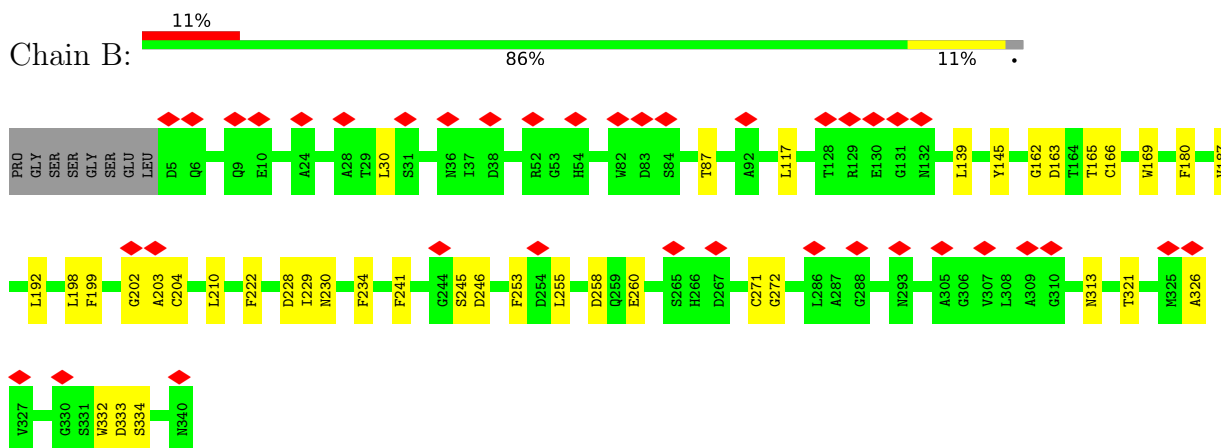 11%
Chain B:
86% 11% •
PRO GLY SER SER GLY SER GLU LEU D5 Q6 Q9 E10 A24 A28 T29 L30 S31 N36 I37 D38 R52 G53 H54 W82 D83 S84 T87 A92 L117 T128 R129 E130 G131 N132 L139 Y145 G162 D163 T164 T165 C166 W169 F180 V187
L192 L198 F199 G202 A203 C204 L210 F222 D228 I229 N230 F234 F241 G244 S245 D246 F253 D254 L255 D258 Q259 E260 S265 H266 D267 C271 G272 L286 A287 G288 N293 A305 G306 V307 L308 A309 G310 N313 T321 M325 A326
V327 G330 S331 W332 D333 S334 N340